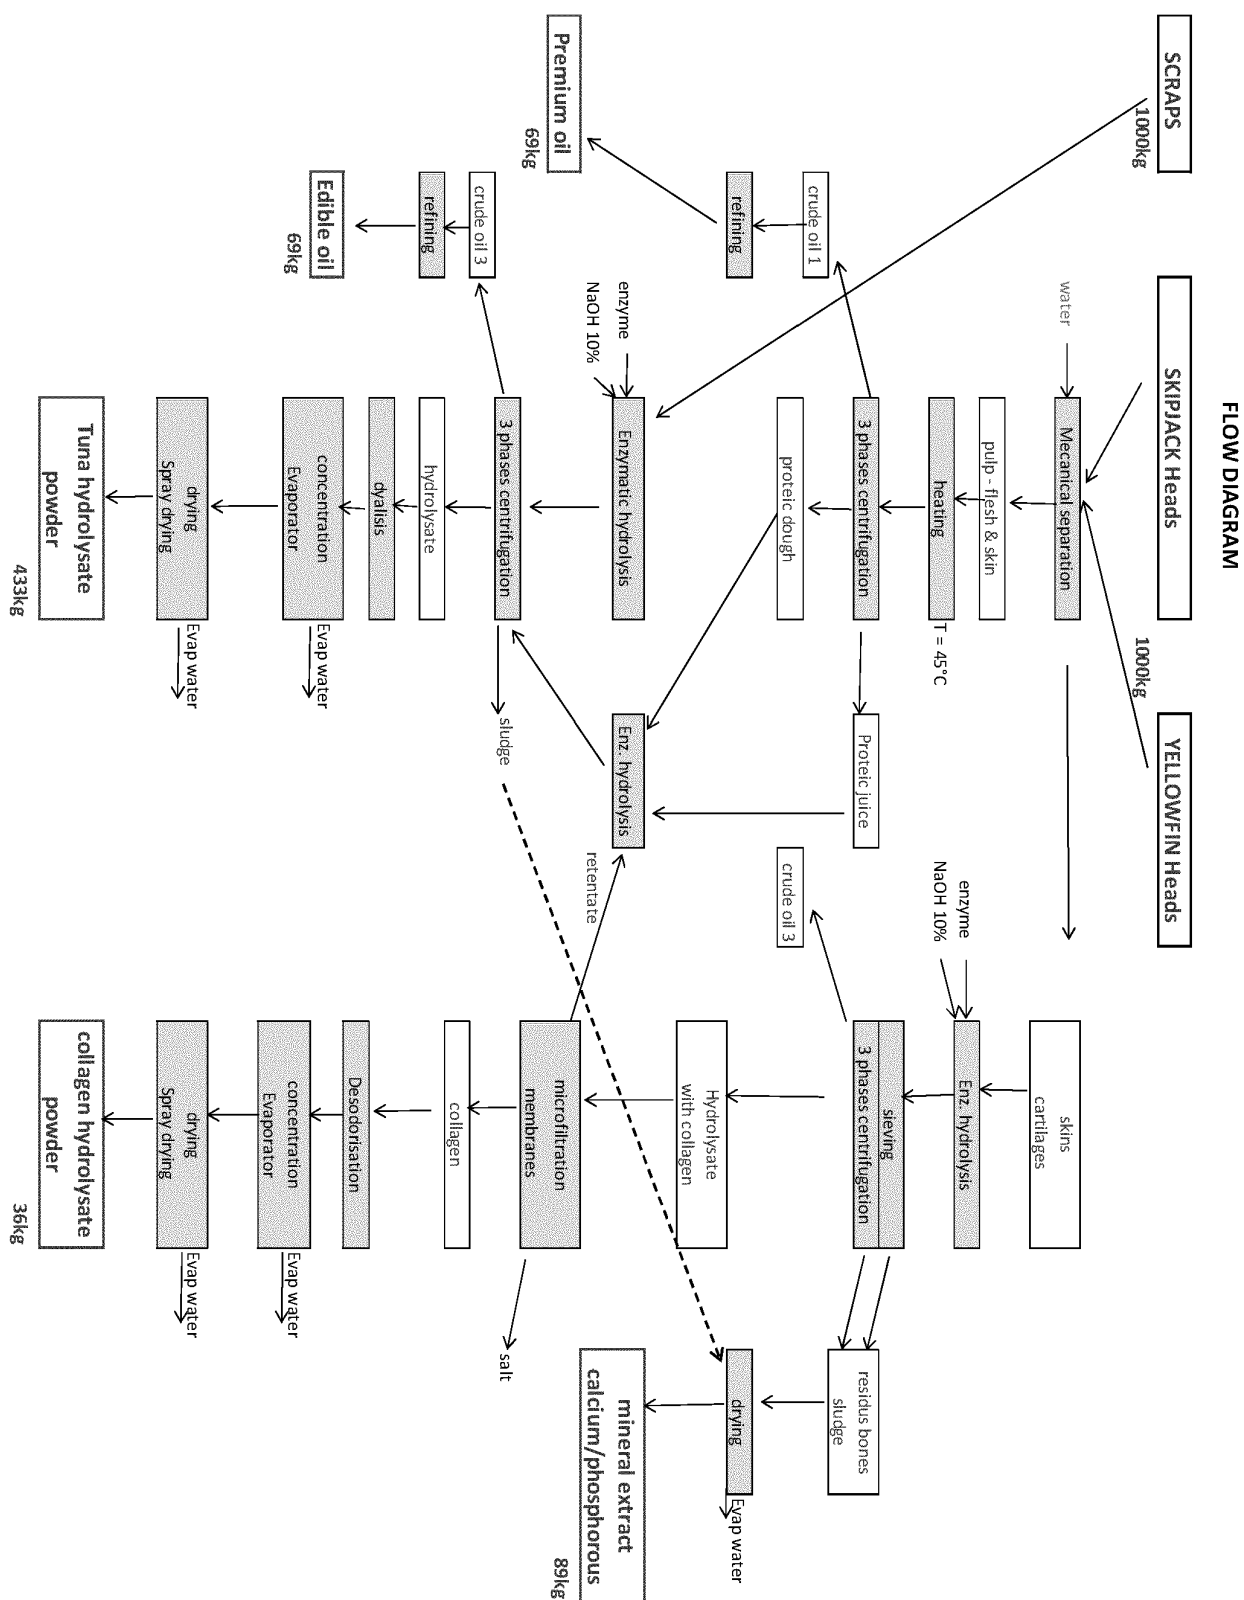 FLOW DIAGRAM
SCRAPS
1000kg
SKIPJACK Heads
1000kg
YELLOWFIN Heads
water
Mecanical separation
skins
cartilages
pulp - flesh & skin
heating
T = 45°C
enzyme
NaOH 10%
Enz. hydrolysis
crude oil 1
3 phases centrifugation
Proteic juice
sieving
3 phases centrifugation
residus bones
sludge
refining
proteic dough
crude oil 3
Hydrolysate
with collagen
drying
Evap water
Premium oil
69kg
enzyme
NaOH 10%
Enzymatic hydrolysis
Enz. hydrolysis
retentate
microfiltration
membranes
mineral extract
calcium/phosphorous
89kg
crude oil 3
3 phases centrifugation
sludge
salt
refining
hydrolysate
collagen
Edible oil
69kg
dyalisis
Desodorisation
concentration
Evaporator
Evap water
concentration
Evaporator
Evap water
drying
Spray drying
Evap water
drying
Spray drying
Evap water
Tuna hydrolysate
powder
433kg
collagen hydrolysate
powder
36kg